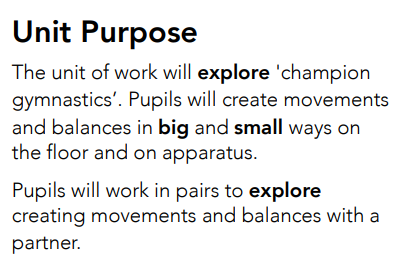 Unit Purpose
The unit of work will explore 'champion
gymnastics’. Pupils will create movements
and balances in big and small ways on
the floor and on apparatus.
Pupils will work in pairs to explore
creating movements and balances with a
partner.